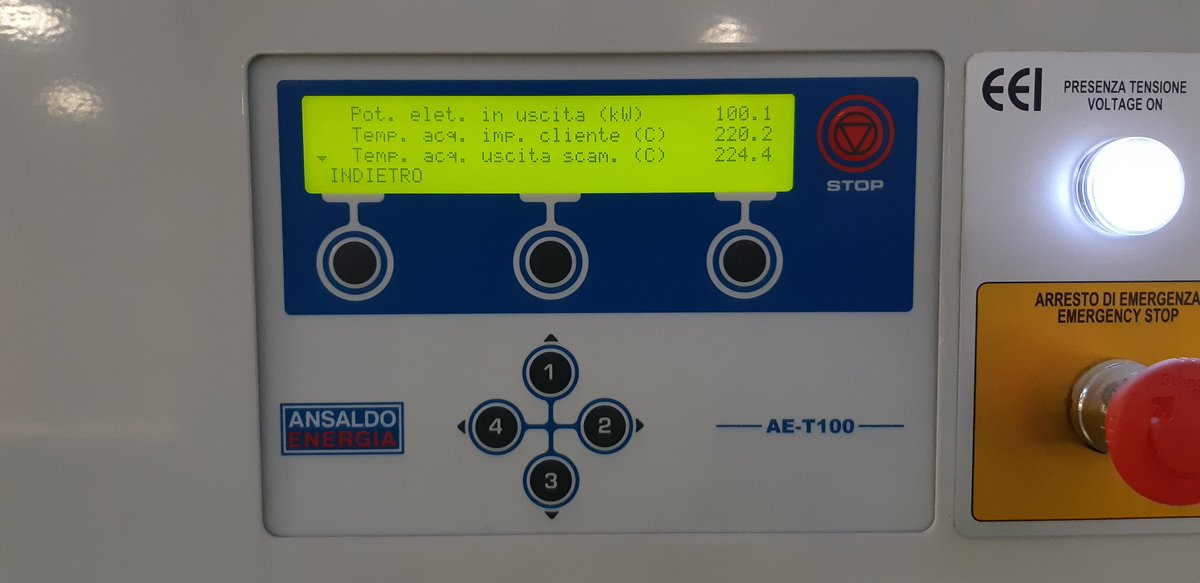 Pot. elet. in uscita (kW) 100.1
Temp. acq. imp. cliente (C) 220.2
Temp. acq. uscita scam. (C) 224.4
INDIETRO
STOP
1
4
2
3
ANSALDO
ENERGIA
AE-T100
EEI
PRESENZA TENSIONE
VOLTAGE ON
ARRESTO DI EMERGENZA
EMERGENCY STOP